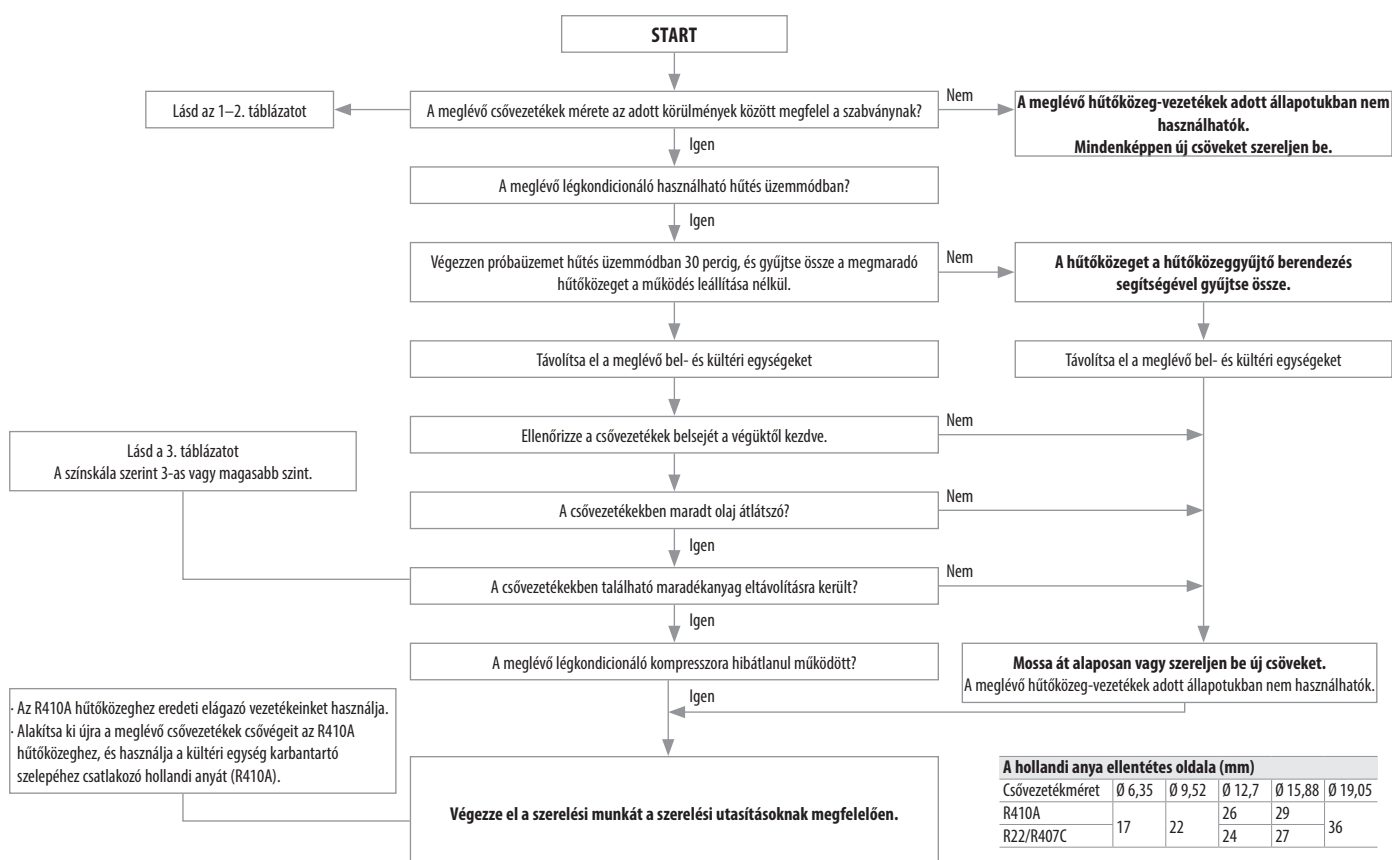 START
Lásd az 1–2. táblázatot
A meglévő csővezetékek mérete az adott körülmények között megfelel a szabványnak?
Nem
A meglévő hűtőközeg-vezetékek adott állapotukban nem
használhatók.
Mindenképpen új csöveket szereljen be.
Igen
A meglévő légkondicionáló használható hűtés üzemmódban?
Igen
Végezzen próbaüzemet hűtés üzemmódban 30 percig, és gyűjtse össze a megmaradó
hűtőközeget a működés leállítása nélkül.
Nem
A hűtőközeget a hűtőközeggyűjtő berendezés
segítségével gyűjtse össze.
Távolítsa el a meglévő bel- és kültéri egységeket
Távolítsa el a meglévő bel- és kültéri egységeket
Ellenőrizze a csővezetékek belsejét a végüktől kezdve.
Nem
Lásd a 3. táblázatot
A színskála szerint 3-as vagy magasabb szint.
A csővezetékekben maradt olaj átlátszó?
Nem
Igen
A csővezetékekben található maradékanyag eltávolításra került?
Nem
Igen
A meglévő légkondicionáló kompresszora hibátlanul működött?
Mossa át alaposan vagy szereljen be új csöveket.
A meglévő hűtőközeg-vezetékek adott állapotukban nem használhatók.
Igen
· Az R410A hűtőközeghez eredeti elágazó vezetékeinket használja.
· Alakítsa ki újra a meglévő csővezetékek csővégeit az R410A
hűtőközeghez, és használja a kültéri egység karbantartó
szelepéhez csatlakozó hollandi anyát (R410A).
Végezze el a szerelési munkát a szerelési utasításoknak megfelelően.
A hollandi anya ellentétes oldala (mm)
Csővezetékméret Ø 6,35 Ø 9,52 Ø 12,7 Ø 15,88 Ø 19,05
R410A 17 22 26 29 36
R22/R407C 24 27